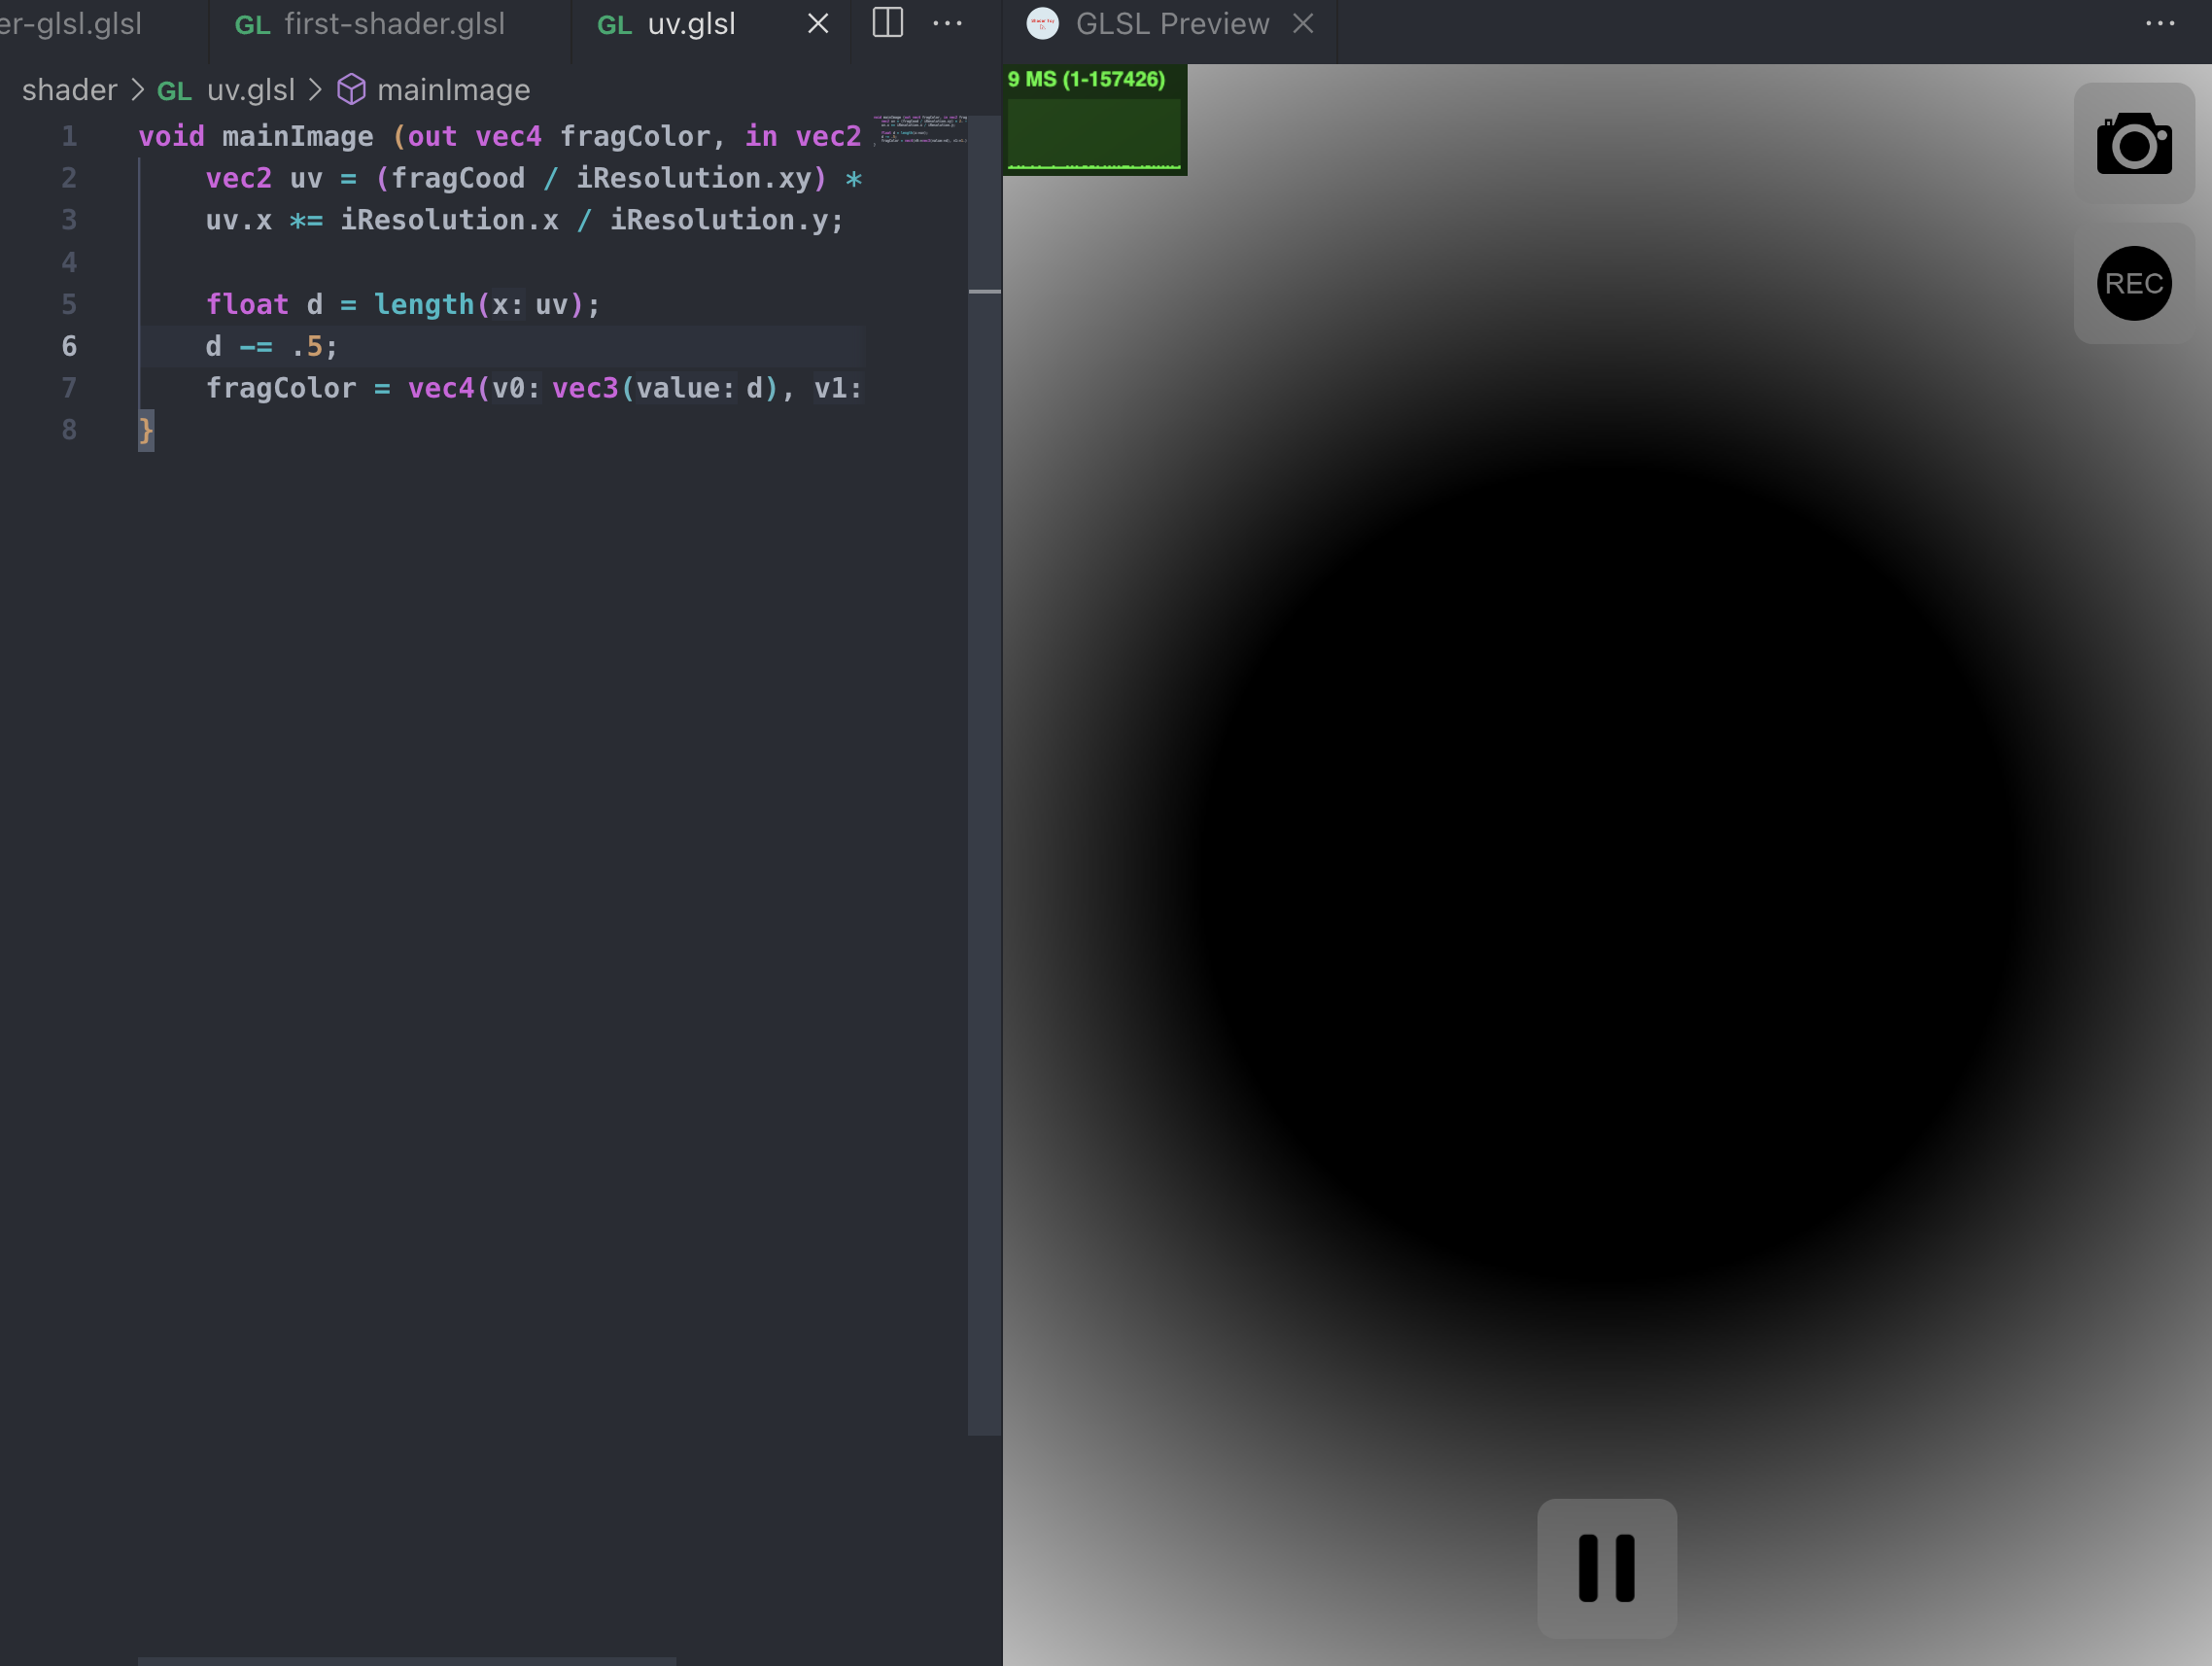 er-glsl.glsl
GL first-shader.glsl
GL uv.glsl
GLSL Preview
shader > GL uv.glsl > mainImage
9 MS (1-157426)
1 void mainImage (out vec4 fragColor, in vec2
2 vec2 uv = (fragCood / iResolution.xy) *
3 uv.x *= iResolution.x / iResolution.y;
4
5 float d = length(x: uv);
6 d -= .5;
7 fragColor = vec4(v0: vec3(value: d), v1:
8 }
REC